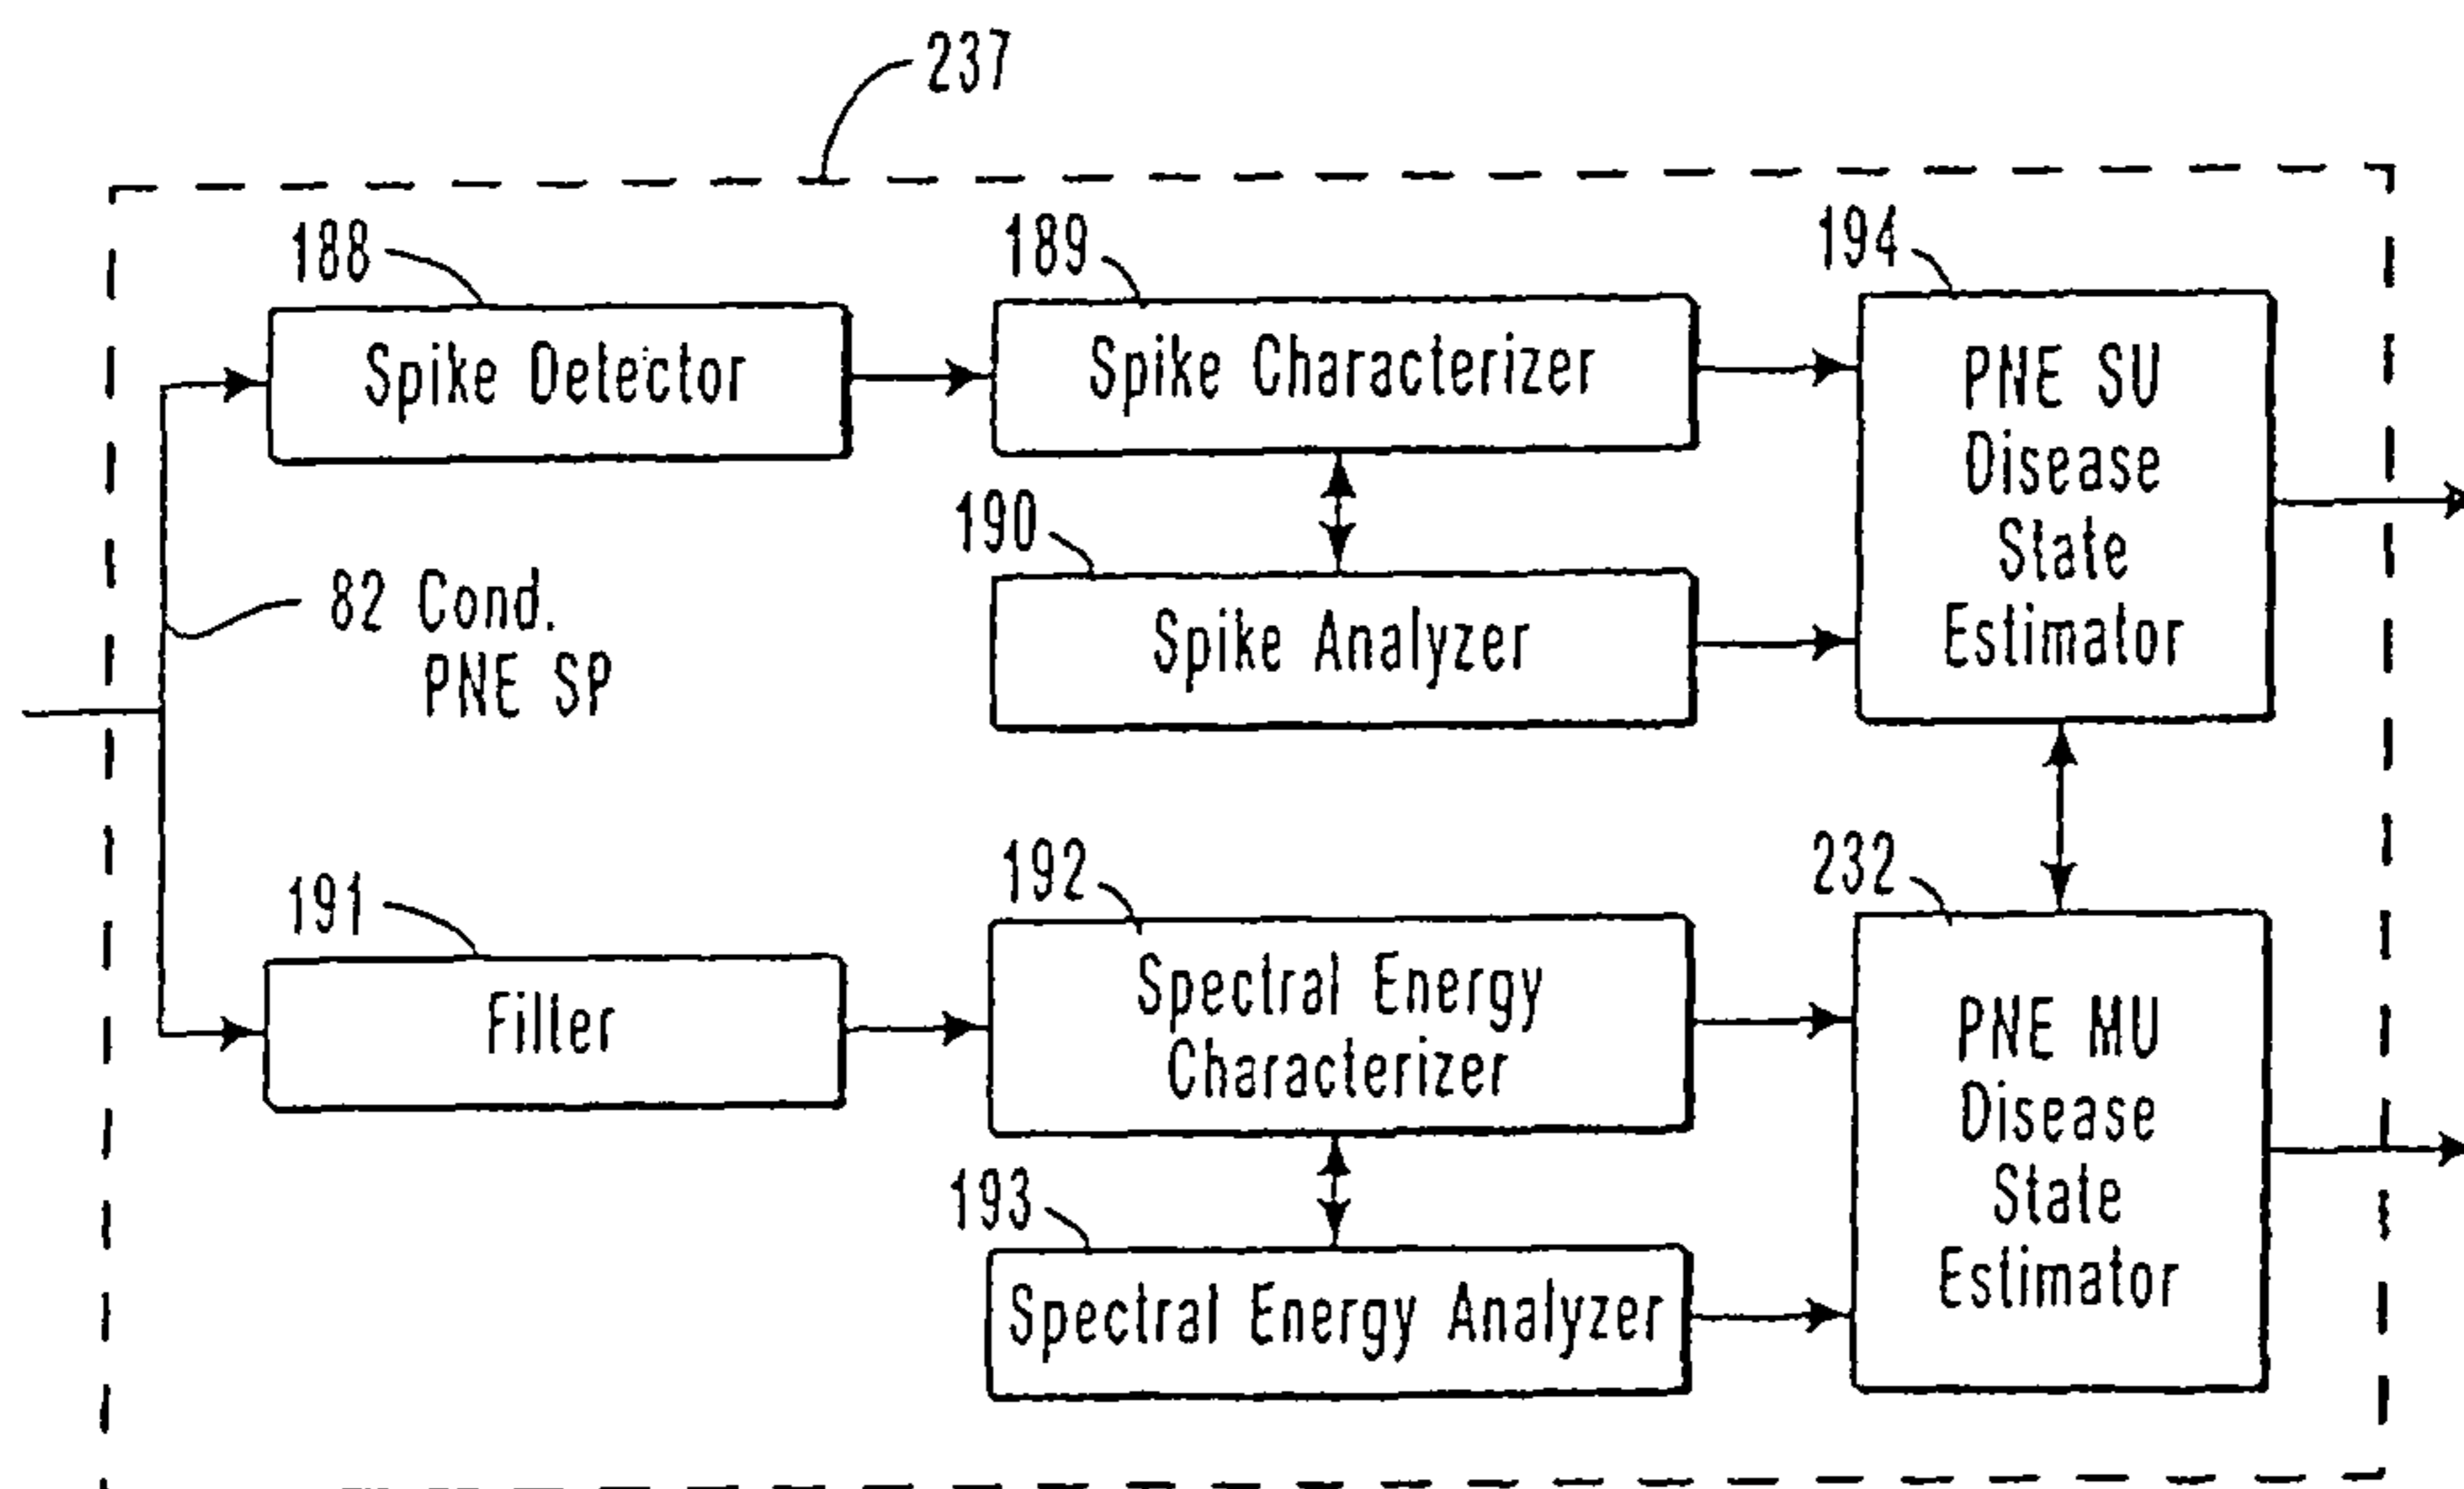 237
188
189
194
Spike Detector
Spike Characterizer
PNE SU
Disease
State
Estimator
190
Spike Analyzer
82 Cond.
PNE SP
191
192
232
Filter
Spectral Energy
Characterizer
PNE MU
Disease
State
Estimator
193
Spectral Energy Analyzer